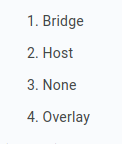 1. Bridge
2. Host
3. None
4. Overlay